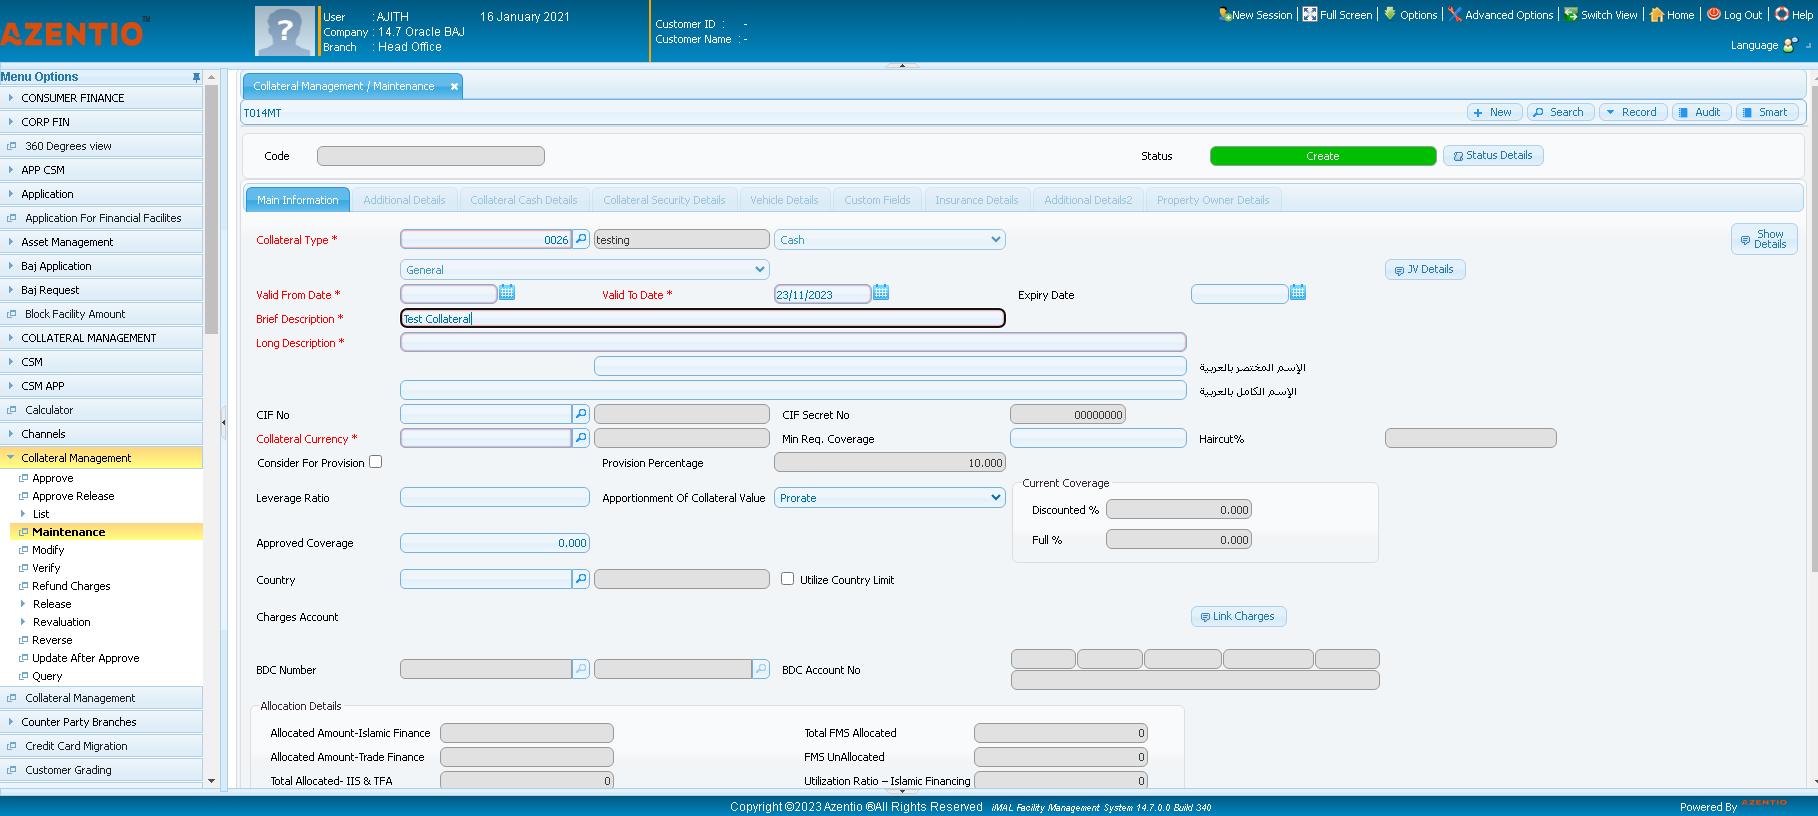 AZENTIO™
User : AJITH 16 January 2021
Company : 14.7 Oracle BAJ
Branch : Head Office
Customer ID : -
Customer Name : -
New Session Full Screen Options Advanced Options Switch View Home Log Out Help
Language
Menu Options
CONSUMER FINANCE
CORP FIN
360 Degrees view
APP CSM
Application
Application For Financial Facilites
Asset Management
Baj Application
Baj Request
Block Facility Amount
COLLATERAL MANAGEMENT
CSM
CSM APP
Calculator
Channels
Collateral Management
Approve
Approve Release
List
Maintenance
Modify
Verify
Refund Charges
Release
Revaluation
Reverse
Update After Approve
Query
Collateral Management
Counter Party Branches
Credit Card Migration
Customer Grading
Collateral Management / Maintenance
T014MT
New Search Record Audit Smart
Code
Status Create Status Details
Main Information Additional Details Collateral Cash Details Collateral Security Details Vehicle Details Custom Fields Insurance Details Additional Details2 Property Owner Details
Collateral Type * 0026 testing Cash
Show Details
General
JV Details
Valid From Date * Valid To Date * 23/11/2023 Expiry Date
Brief Description * Test Collateral
Long Description *
الإسم المختصر بالعربية
الإسم الكامل بالعربية
CIF No CIF Secret No 00000000
Collateral Currency * Min Req. Coverage Haircut%
Consider For Provision Provision Percentage 10.000
Leverage Ratio Apportionment Of Collateral Value Prorate
Current Coverage
Discounted % 0.000
Full % 0.000
Approved Coverage 0.000
Country Utilize Country Limit
Charges Account Link Charges
BDC Number BDC Account No
Allocation Details
Allocated Amount-Islamic Finance Total FMS Allocated 0
Allocated Amount-Trade Finance FMS UnAllocated 0
Total Allocated- IIS & TFA 0 Utilization Ratio – Islamic Financing 0
Copyright ©2023 Azentio ®All Rights Reserved iMAL Facility Management System 14.7.0.0 Build 340
Powered By AZENTIO